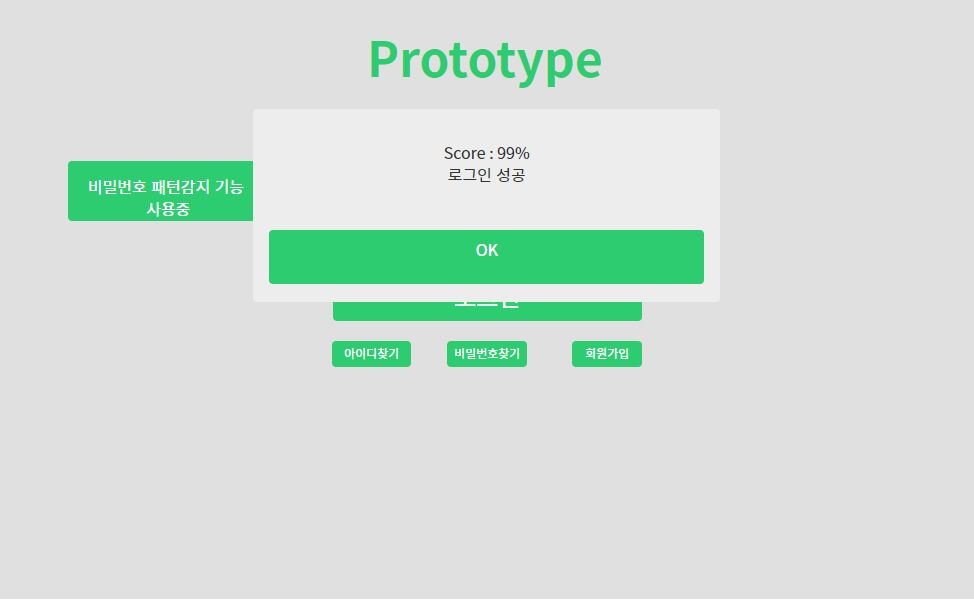 Prototype
Score : 99%
로그인 성공
비밀번호 패턴감지 기능
사용중
OK
아이디찾기
비밀번호찾기
회원가입